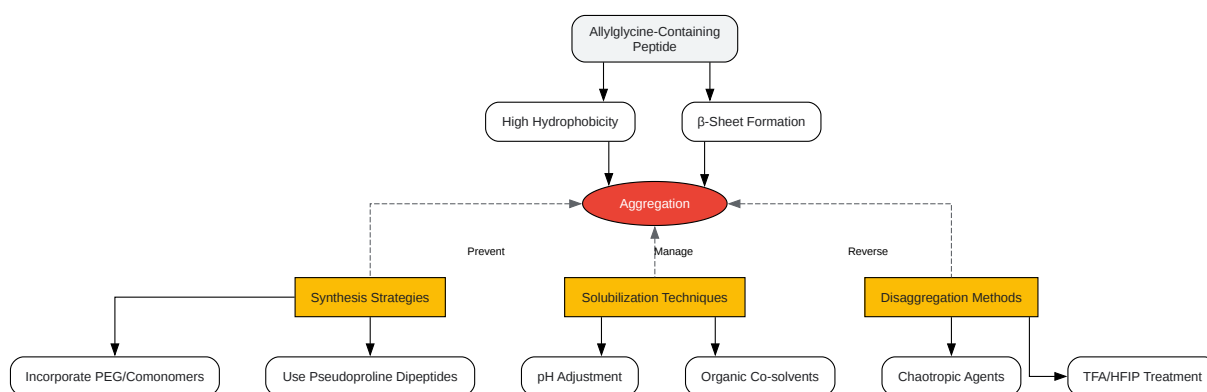 Allylglycine-Containing
Peptide
High Hydrophobicity
β-Sheet Formation
Aggregation
Prevent
Manage
Reverse
Synthesis Strategies
Solubilization Techniques
Disaggregation Methods
Incorporate PEG/Comonomers
Use Pseudoproline Dipeptides
pH Adjustment
Organic Co-solvents
Chaotropic Agents
TFA/HFIP Treatment